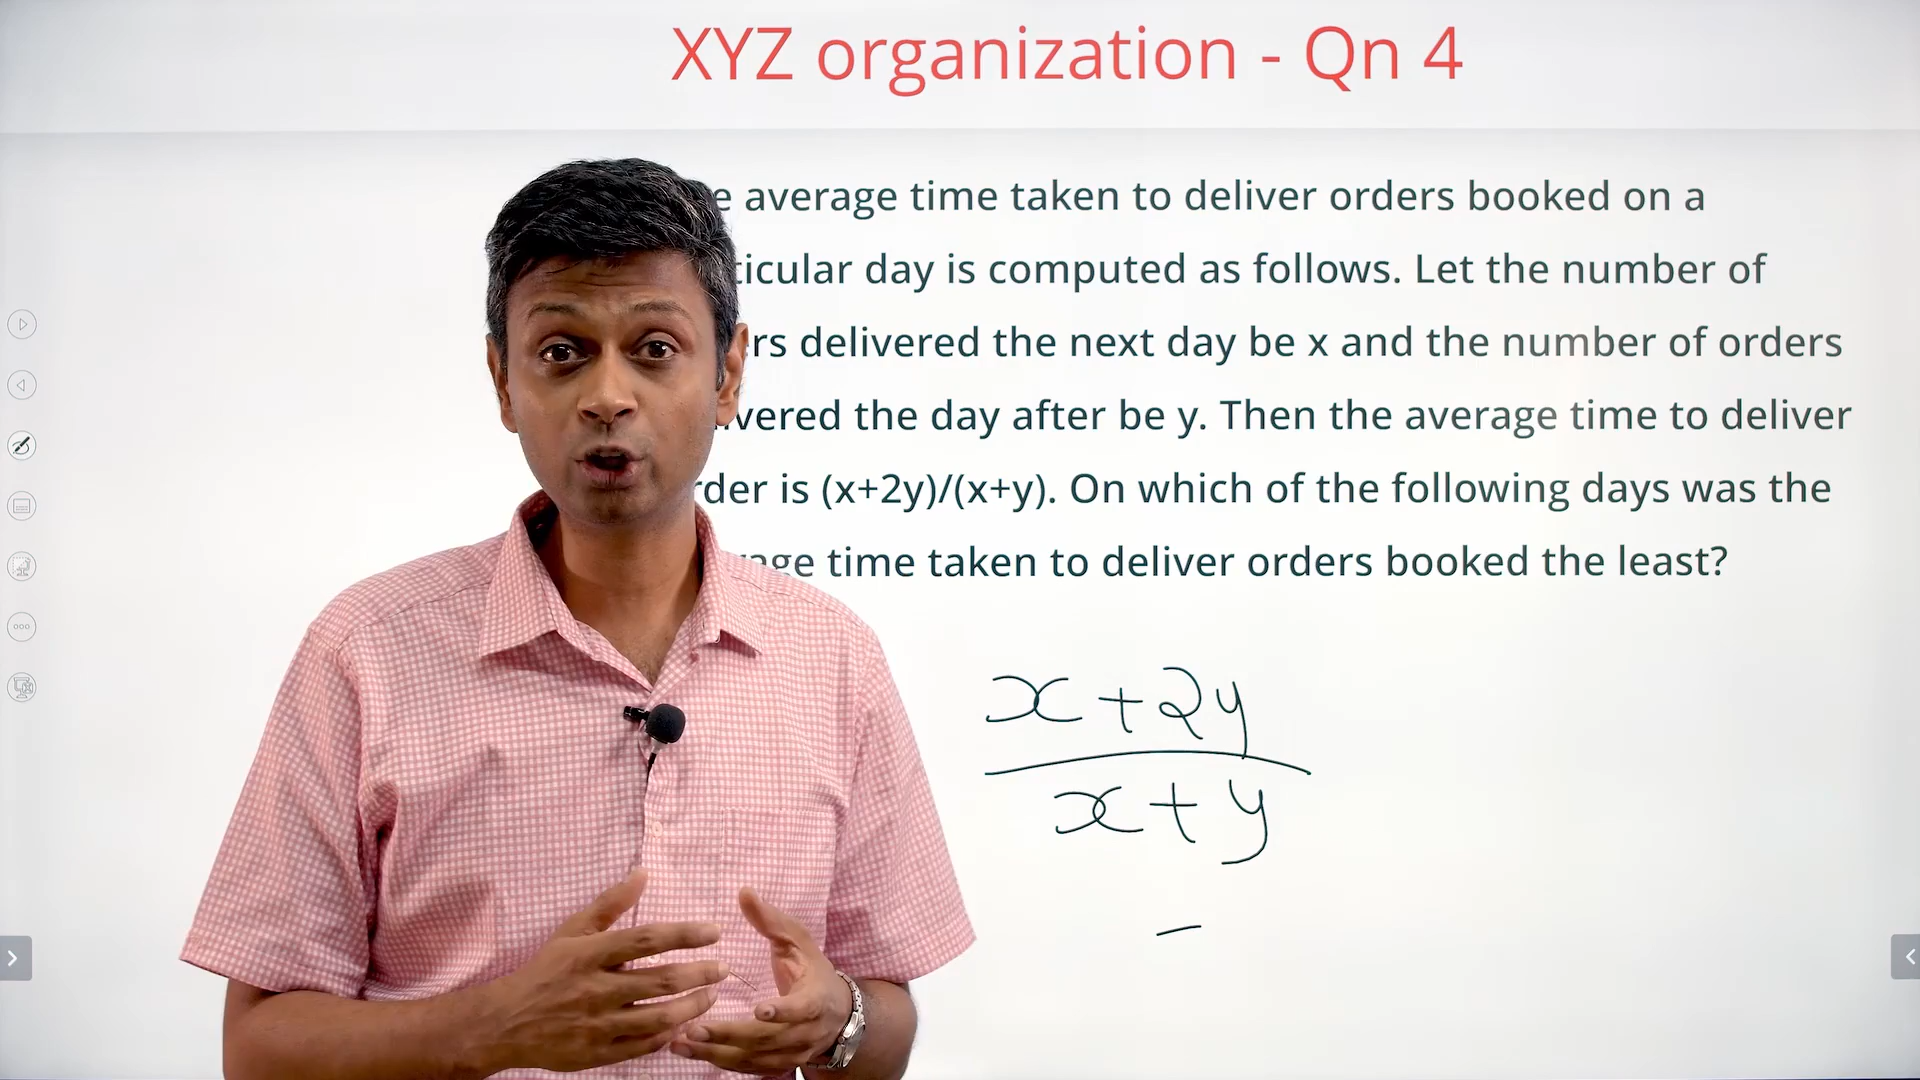 XYZ organization - Qn 4
average time taken to deliver orders booked on a
day is computed as follows. Let the number of
delivered the next day be x and the number of orders
the day after be y. Then the average time to deliver
is (x+2y)/(x+y). On which of the following days was the
time taken to deliver orders booked the least?
x+2y
x+y